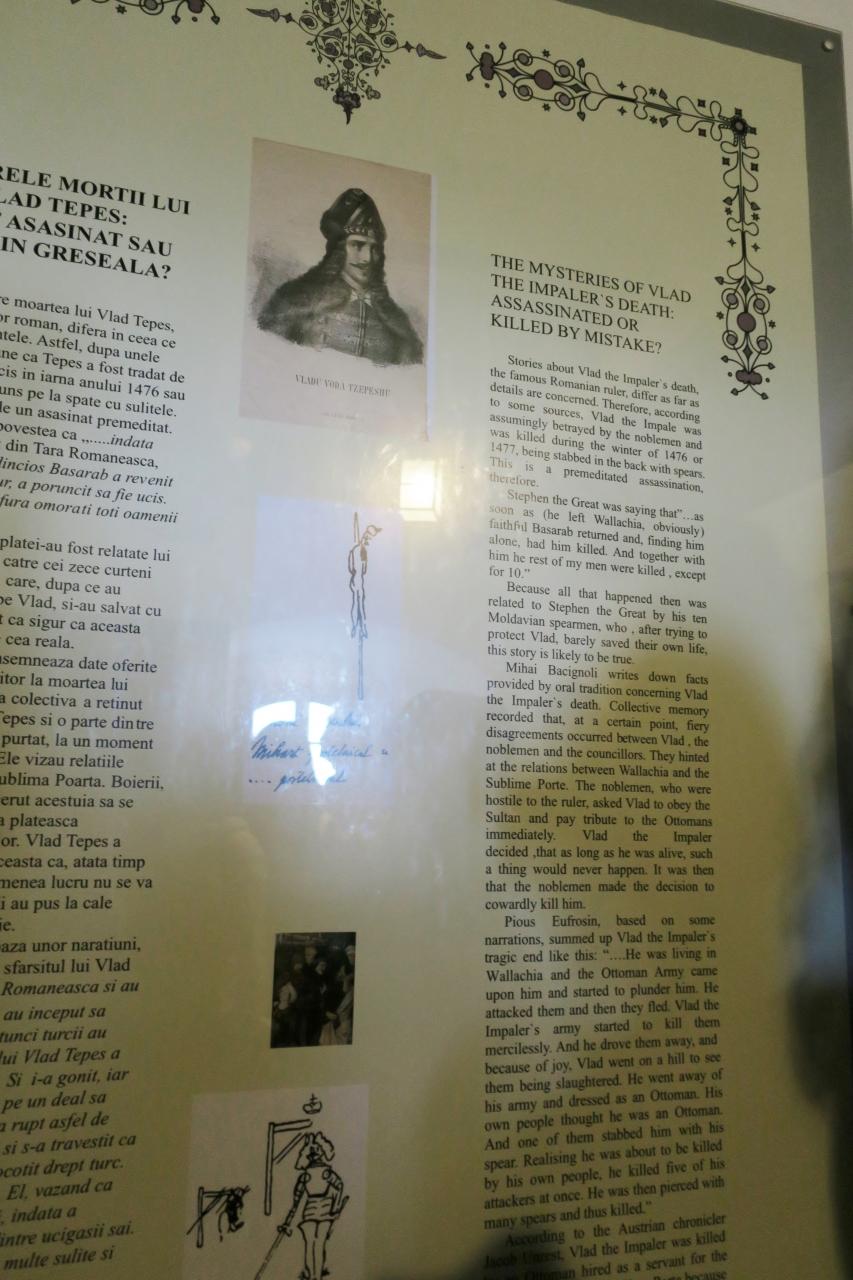 RELE MORTII LUI
LAD TEPES:
ASASINAT SAU
IN GRESEALA?
re moartea lui Vlad Tepes,
or roman, difera in ceea ce
ntele. Astfel, dupa unele
ne ca Tepes a fost tradat de
cis in iarna anului 1476 sau
uns pe la spate cu sulitele.
de un asasinat premeditat.
povestea ca „.....indata
din Tara Romaneasca,
lincios Basarab a revenit
ur, a poruncit sa fie ucis.
fura omorati toti oamenii
platei-au fost relatate lui
catre cei zece curteni
care, dupa ce au
pe Vlad, si-au salvat cu
t ca sigur ca aceasta
cea reala.
nsemneaza date oferite
itor la moartea lui
a colectiva a retinut
Tepes si o parte dintre
purtat, la un moment
Ele vizau relatiile
ublima Poarta. Boierii,
erut acestuia sa se
a plateasca
or. Vlad Tepes a
ceasta ca, atata timp
menea lucru nu se va
i au pus la cale
ie.
aza unor naratiuni,
sfarsitul lui Vlad
Romaneasca si au
au inceput sa
tunci turcii au
lui Vlad Tepes a
Si i-a gonit, iar
pe un deal sa
a rupt asfel de
si s-a travestit ca
ocotit drept turc.
El, vazand ca
i, indata a
dintre ucigasii sai.
multe sulite si
VLADU VODA TZEPESHU
THE MYSTERIES OF VLAD
THE IMPALER`S DEATH:
ASSASSINATED OR
KILLED BY MISTAKE?
Stories about Vlad the Impaler`s death,
the famous Romanian ruler, differ as far as
details are concerned. Therefore, according
to some sources, Vlad the Impale was
assumingly betrayed by the noblemen and
was killed during the winter of 1476 or
1477, being stabbed in the back with spears.
This is a premeditated assassination,
therefore.
Stephen the Great was saying that”…as
soon as (he left Wallachia, obviously)
faithful Basarab returned and, finding him
alone, had him killed. And together with
him he rest of my men were killed , except
for 10.”
Because all that happened then was
related to Stephen the Great by his ten
Moldavian spearmen, who , after trying to
protect Vlad, barely saved their own life,
this story is likely to be true.
Mihai Bacignoli writes down facts
provided by oral tradition concerning Vlad
the Impaler`s death. Collective memory
recorded that, at a certain point, fiery
disagreements occurred between Vlad , the
noblemen and the councillors. They hinted
at the relations between Wallachia and the
Sublime Porte. The noblemen, who were
hostile to the ruler, asked Vlad to obey the
Sultan and pay tribute to the Ottomans
immediately. Vlad the Impaler
decided ,that as long as he was alive, such
a thing would never happen. It was then
that the noblemen made the decision to
cowardly kill him.
Pious Eufrosin, based on some
narrations, summed up Vlad the Impaler`s
tragic end like this: “….He was living in
Wallachia and the Ottoman Army came
upon him and started to plunder him. He
attacked them and then they fled. Vlad the
Impaler`s army started to kill them
mercilessly. And he drove them away, and
because of joy, Vlad went on a hill to see
them being slaughtered. He went away of
his army and dressed as an Ottoman. His
own people thought he was an Ottoman.
And one of them stabbed him with his
spear. Realising he was about to be killed
by his own people, he killed five of his
attackers at once. He was then pierced with
many spears and thus killed.”
According to the Austrian chronicler
Jacob Unrest, Vlad the Impaler was killed
Ottoman hired as a servant for the
because